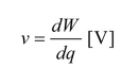 v = dW/dq [V]